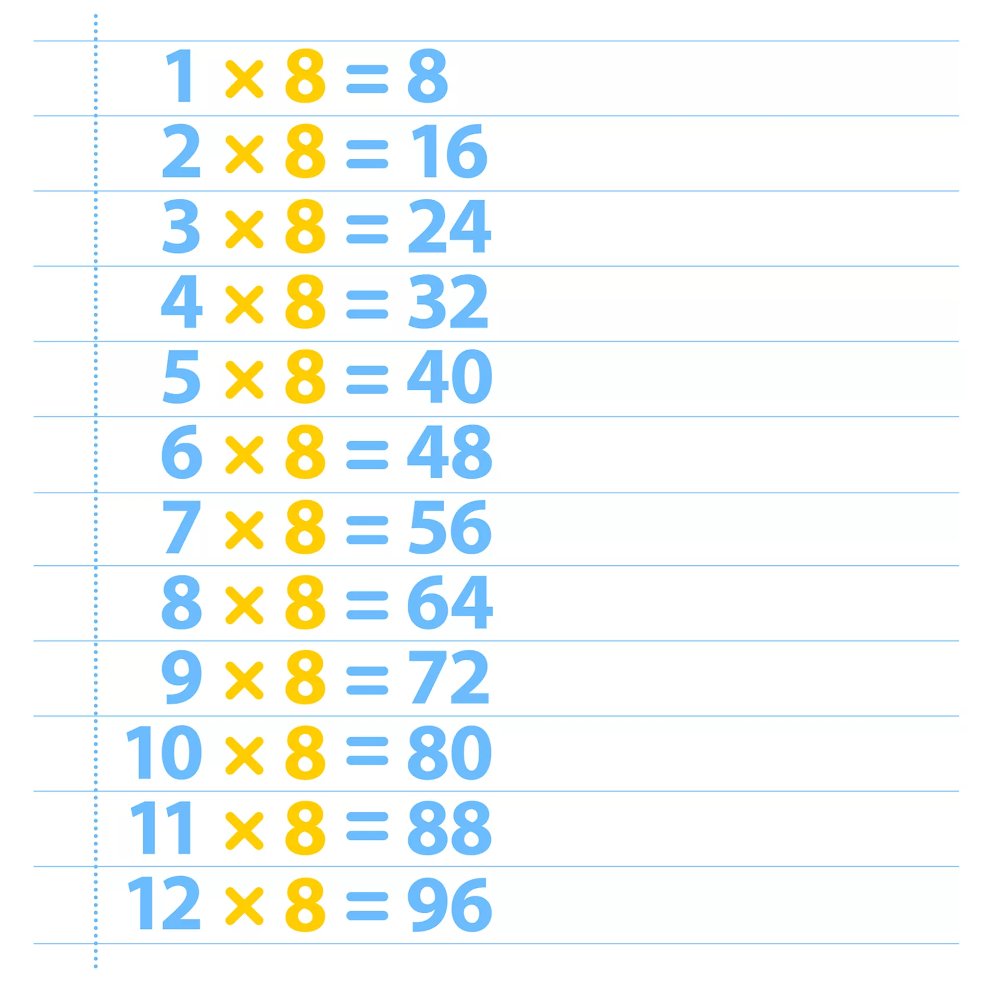 1 × 8 = 8
2 × 8 = 16
3 × 8 = 24
4 × 8 = 32
5 × 8 = 40
6 × 8 = 48
7 × 8 = 56
8 × 8 = 64
9 × 8 = 72
10 × 8 = 80
11 × 8 = 88
12 × 8 = 96